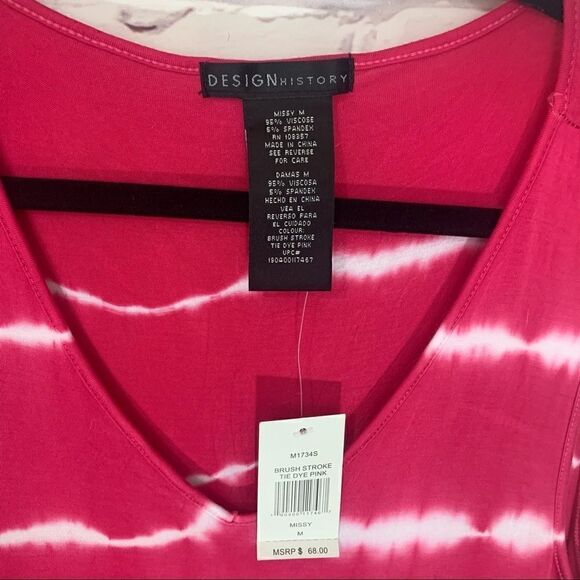 DESIGNHISTORY
MISSY M
95% VISCOSE
5% SPANDEX
RN 108357
MADE IN CHINA
SEE REVERSE
FOR CARE
DAMAS M
95% VISCOSA
5% SPANDEX
HECHO EN CHINA
VEA EL
REVERSO PARA
EL CUIDADO
COLOUR:
BRUSH STROKE
TIE DYE PINK
UPC#
190400117467
M1734S
BRUSH STROKE
TIE DYE PINK
MISSY
M
MSRP $ 68.00